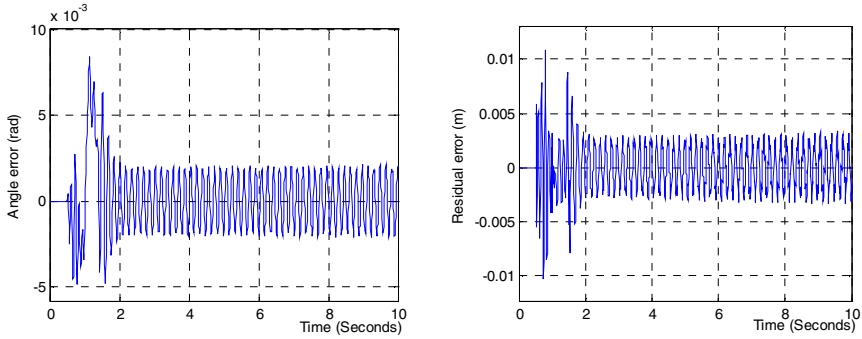 x 10⁻³
10
5
0
-5
Angle error (rad)
0 2 4 6 8 10
Time (Seconds)
0.01
0.005
0
-0.005
-0.01
Residual error (m)
0 2 4 6 8 10
Time (Seconds)